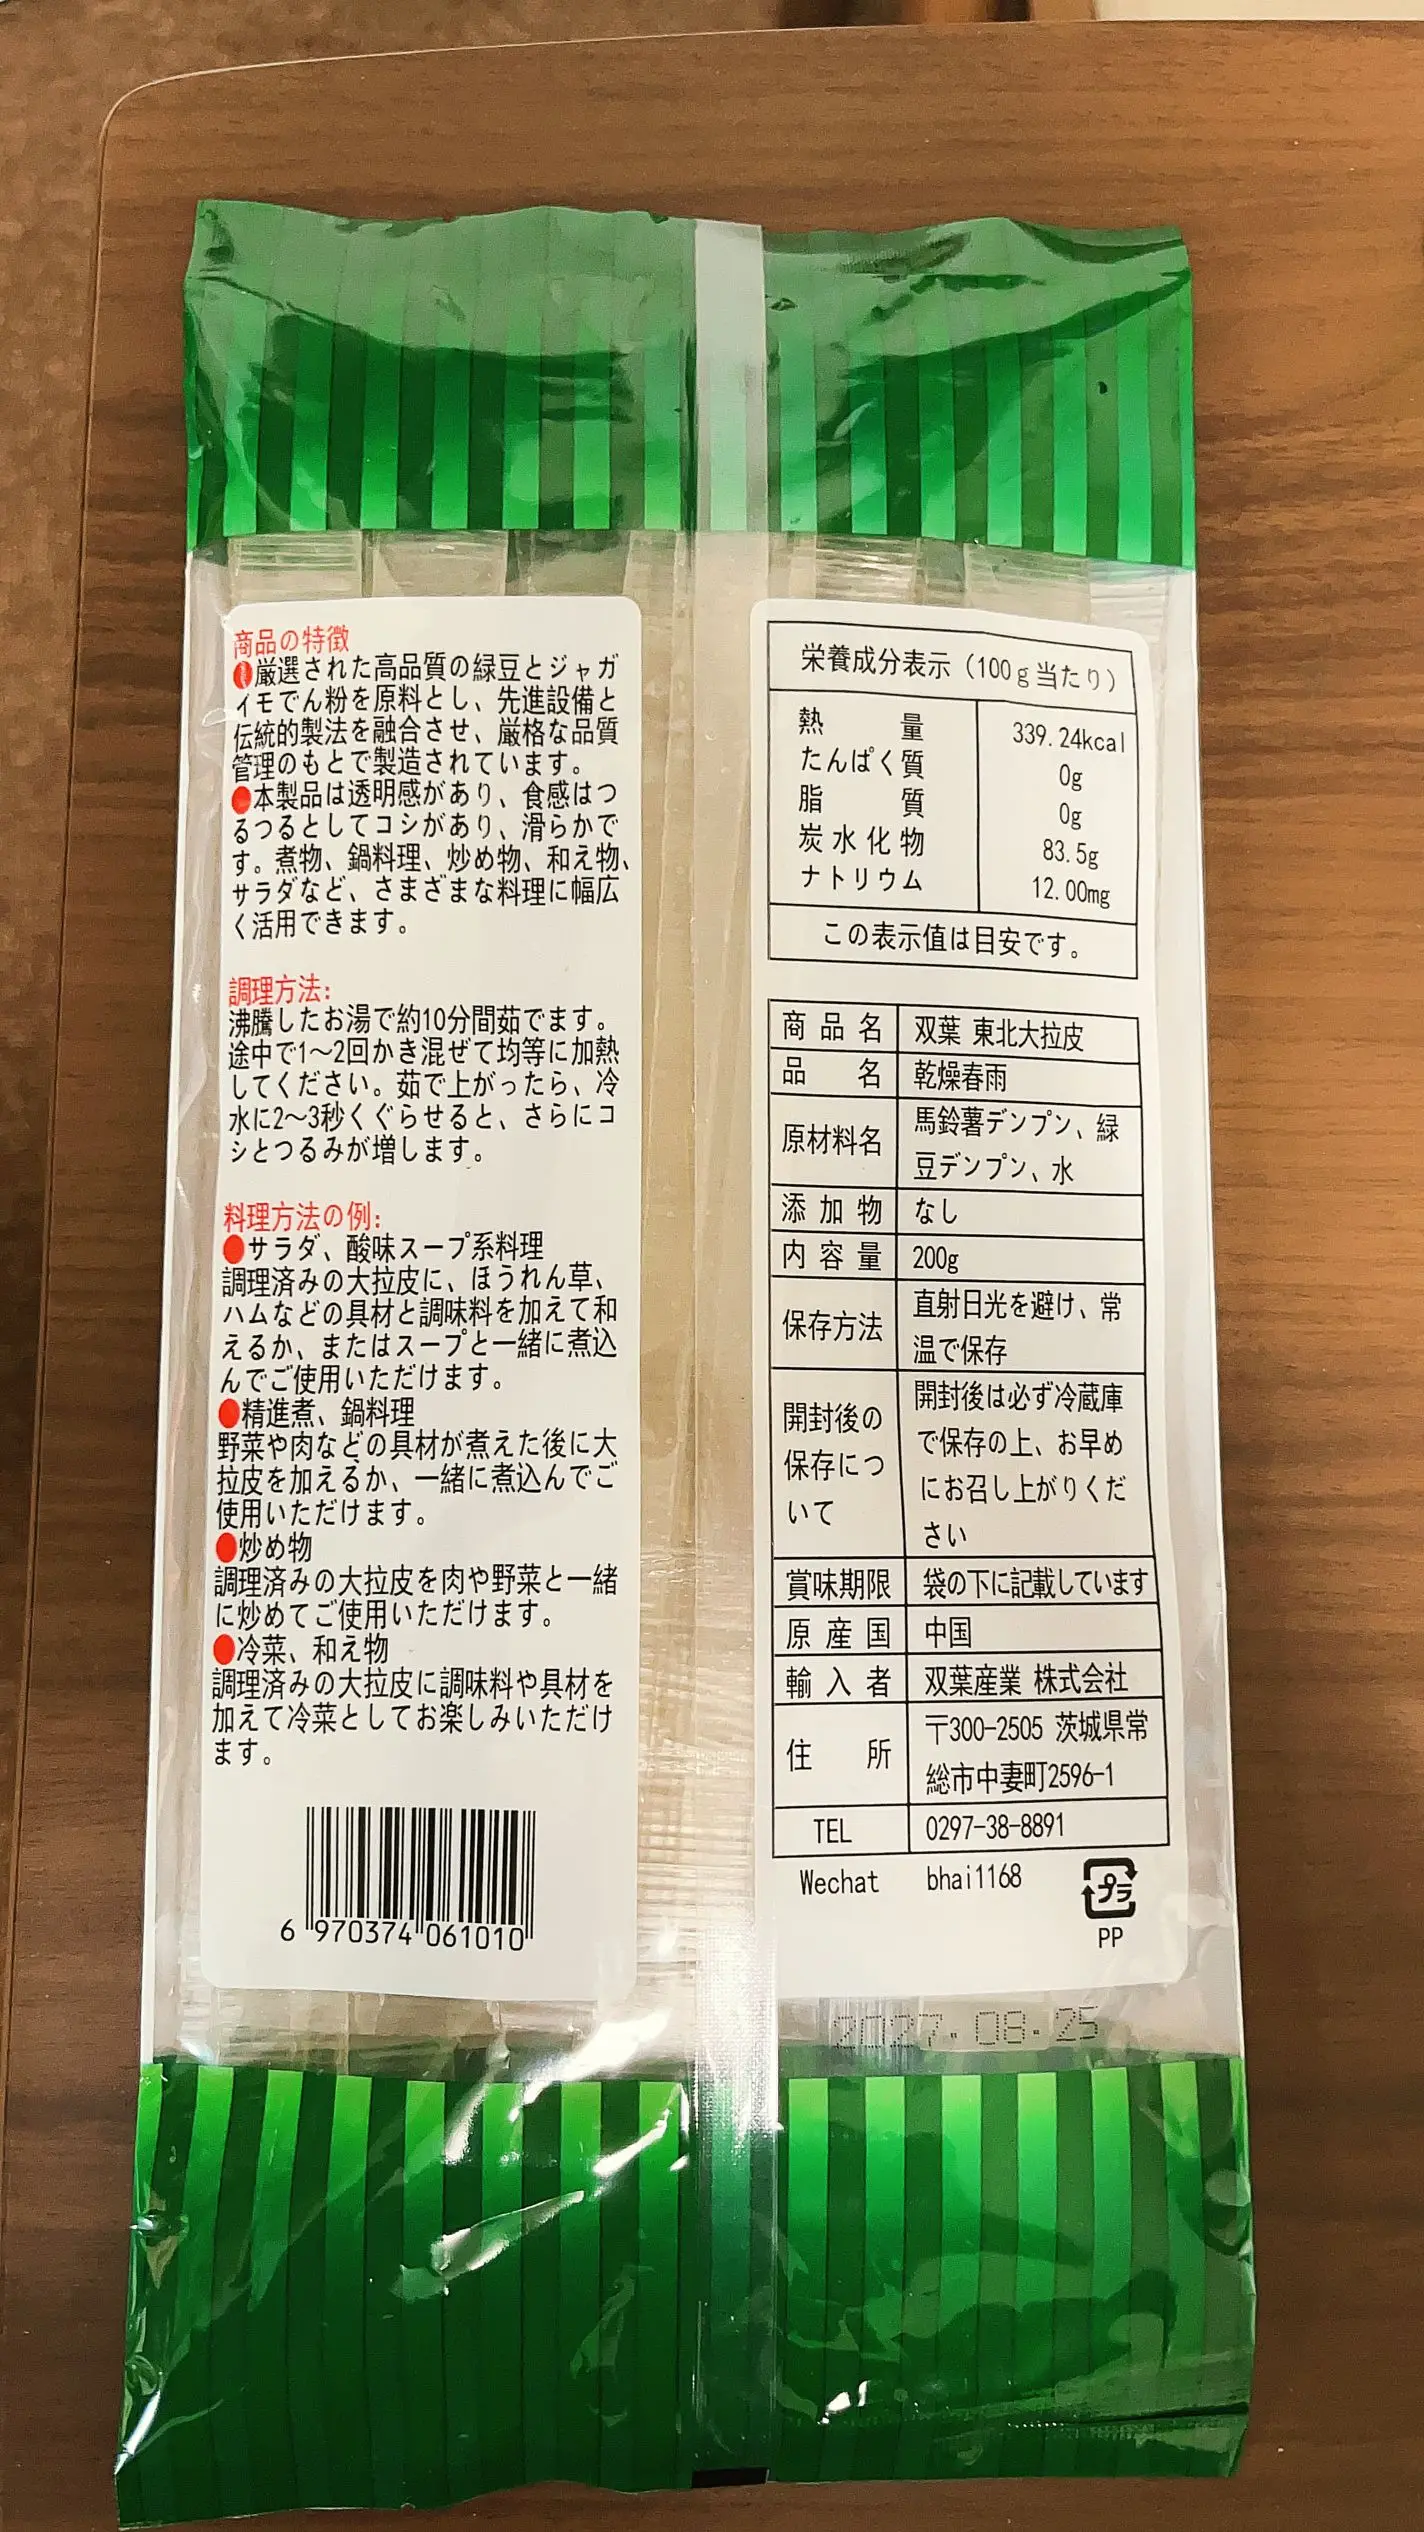 商品の特徴
●厳選された高品質の緑豆とジャガ
イモでん粉を原料とし、先進設備と
伝統的製法を融合させ、厳格な品質
管理のもとで製造されています。
●本製品は透明感があり、食感はつ
るつるとしてコシがあり、滑らかで
す。煮物、鍋料理、炒め物、和え物、
サラダなど、さまざまな料理に幅広
く活用できます。
調理方法:
沸騰したお湯で約10分間茹でます。
途中で1〜2回かき混ぜて均等に加熱
してください。茹で上がったら、冷
水に2〜3秒くぐらせると、さらにコ
シとつるみが増します。
料理方法の例:
●サラダ、酸味スープ系料理
調理済みの大拉皮に、ほうれん草、
ハムなどの具材と調味料を加えて和
えるか、またはスープと一緒に煮込
んでご使用いただけます。
●精進煮、鍋料理
野菜や肉などの具材が煮えた後に大
拉皮を加えるか、一緒に煮込んでご
使用いただけます。
●炒め物
調理済みの大拉皮を肉や野菜と一緒
に炒めてご使用いただけます。
●冷菜、和え物
調理済みの大拉皮に調味料や具材を
加えて冷菜としてお楽しみいただけ
ます。
6 970374 061010
栄養成分表示（100g当たり）
熱量 339.24kcal
たんぱく質 0g
脂質 0g
炭水化物 83.5g
ナトリウム 12.00mg
この表示値は目安です。
商品名 双葉 東北大拉皮
品名 乾燥春雨
原材料名 馬鈴薯デンプン、緑
豆デンプン、水
添加物 なし
内容量 200g
保存方法 直射日光を避け、常
温で保存
開封後の
保存につ
いて
開封後は必ず冷蔵庫
で保存の上、お早め
にお召し上がりくだ
さい
賞味期限 袋の下に記載しています
原産国 中国
輸入者 双葉産業 株式会社
住所 〒300-2505 茨城県常
総市中妻町2596-1
TEL 0297-38-8891
Wechat bhai1168
プラ
PP
2027.08.25